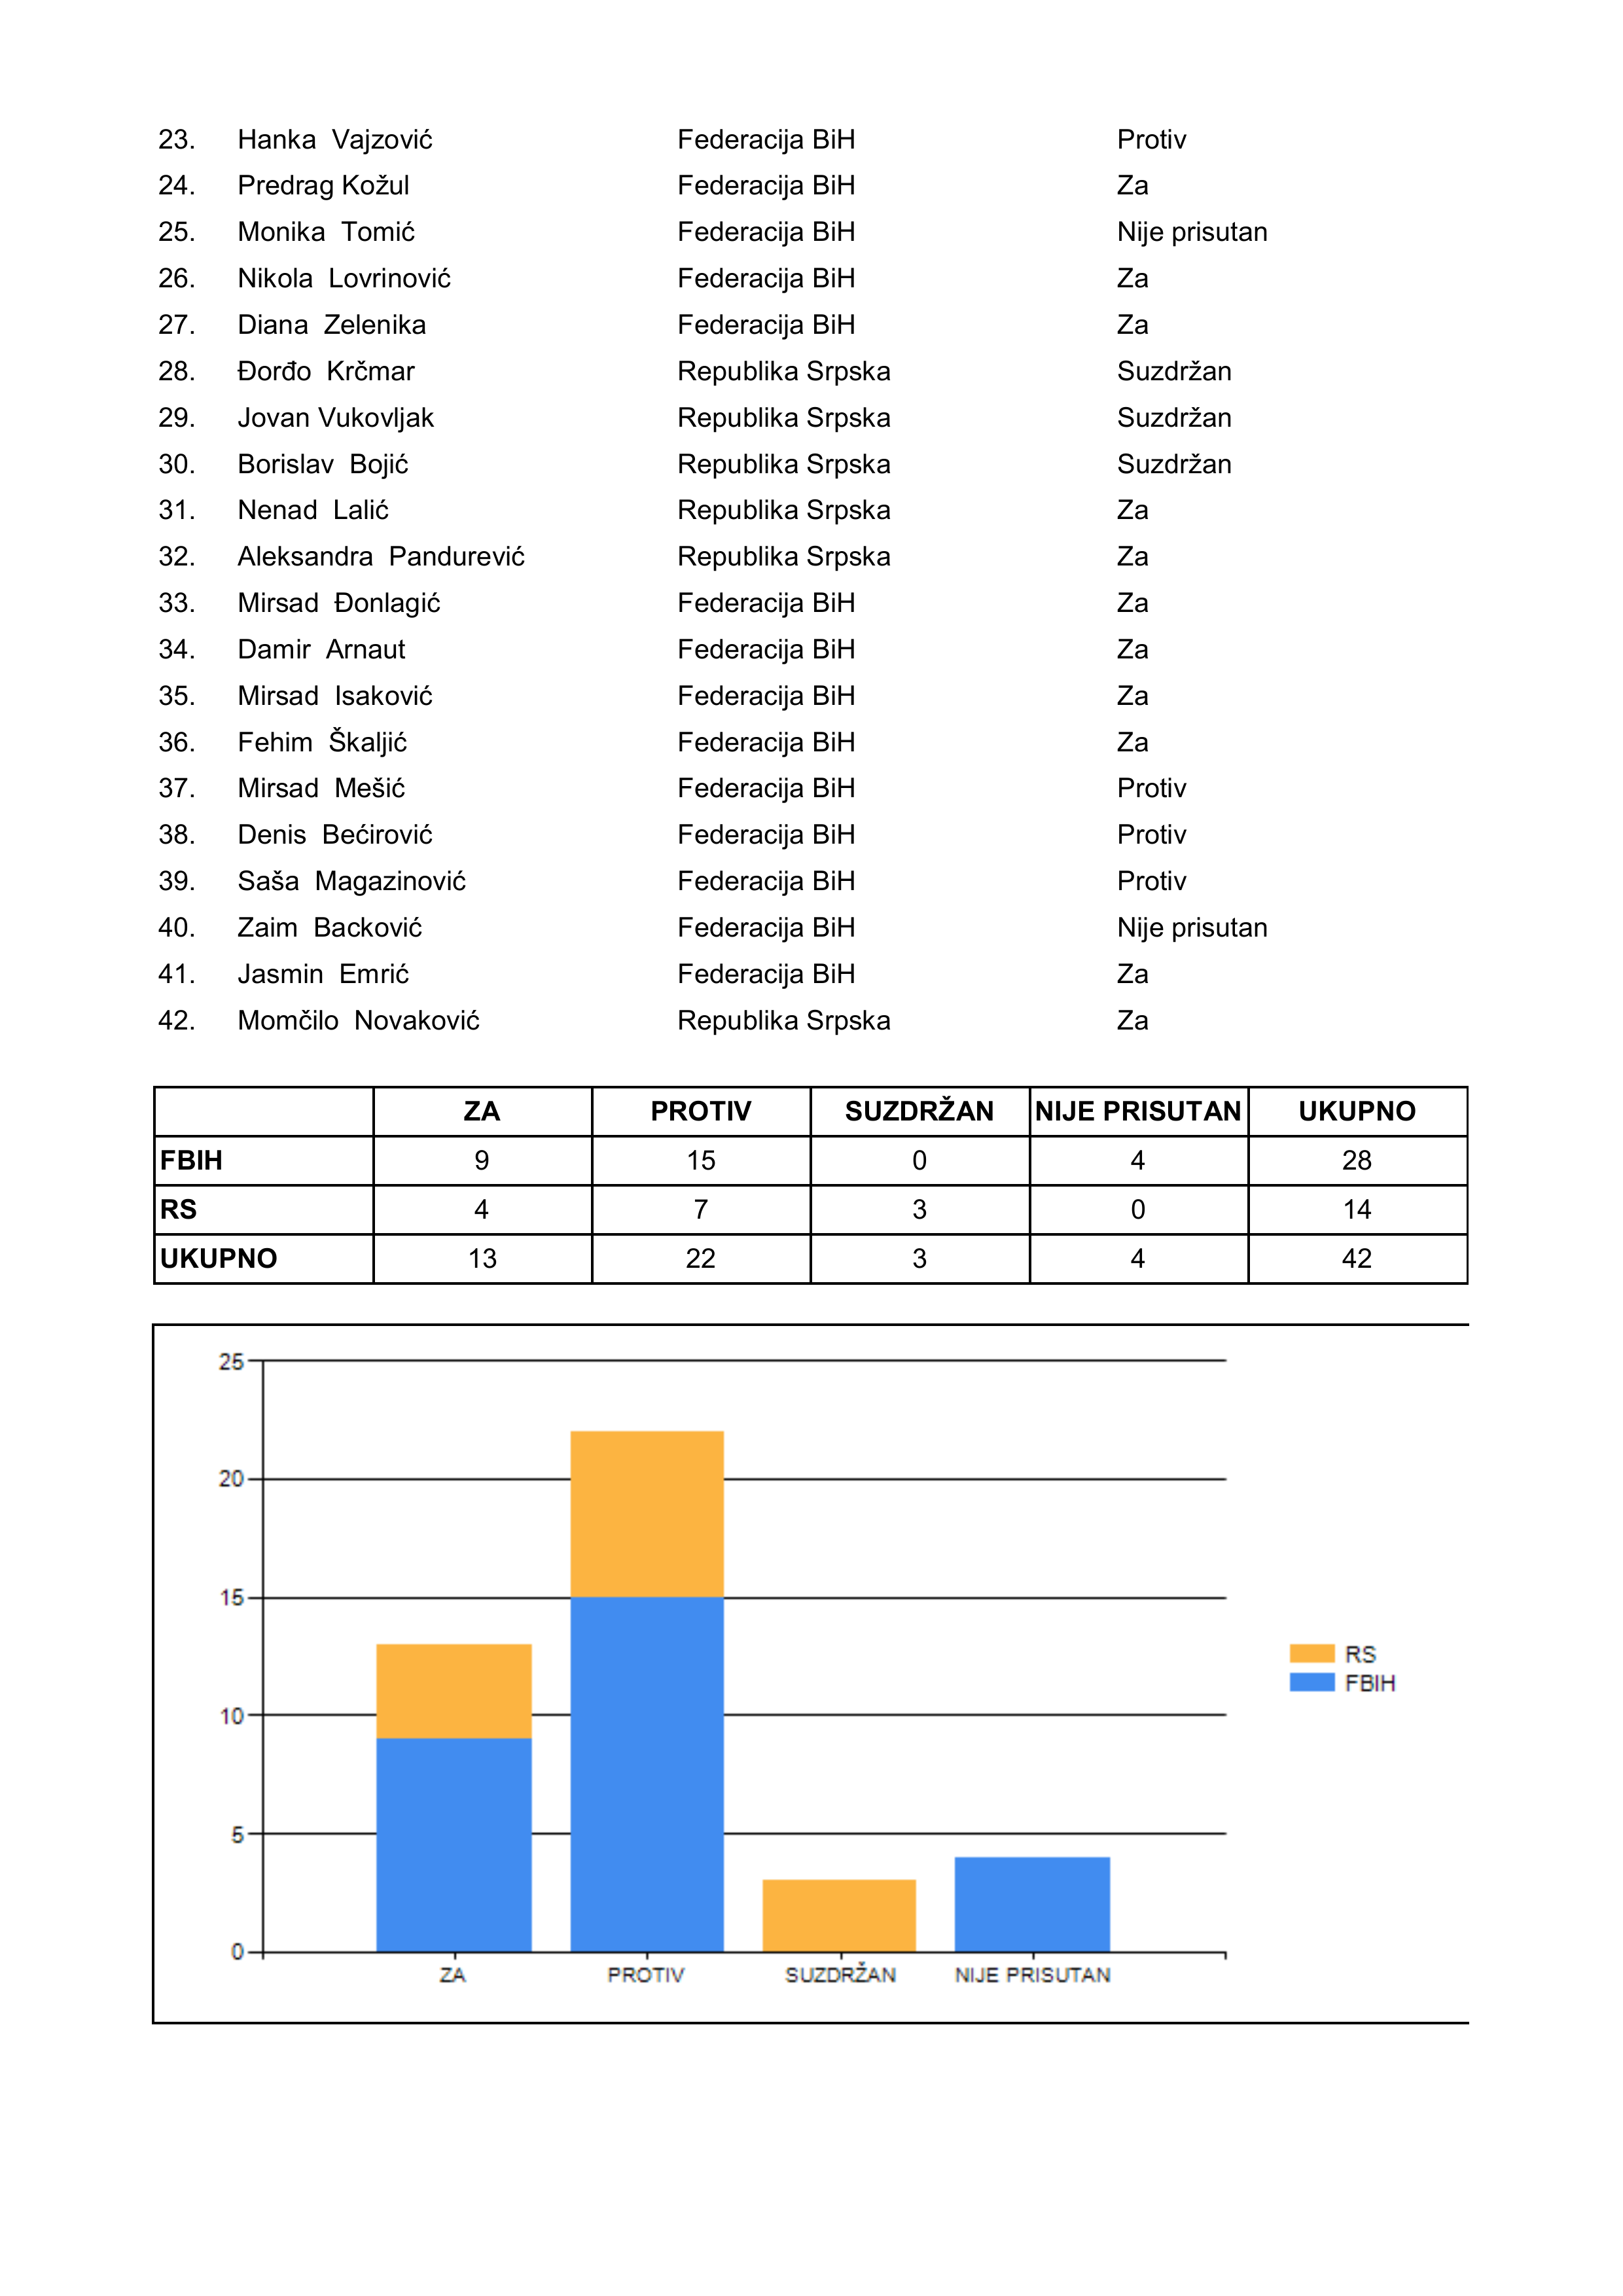 23. Hanka Vajzović Federacija BiH Protiv
24. Predrag Kožul Federacija BiH Za
25. Monika Tomić Federacija BiH Nije prisutan
26. Nikola Lovrinović Federacija BiH Za
27. Diana Zelenika Federacija BiH Za
28. Đorđo Krčmar Republika Srpska Suzdržan
29. Jovan Vukovljak Republika Srpska Suzdržan
30. Borislav Bojić Republika Srpska Suzdržan
31. Nenad Lalić Republika Srpska Za
32. Aleksandra Pandurević Republika Srpska Za
33. Mirsad Đonlagić Federacija BiH Za
34. Damir Arnaut Federacija BiH Za
35. Mirsad Isaković Federacija BiH Za
36. Fehim Škaljić Federacija BiH Za
37. Mirsad Mešić Federacija BiH Protiv
38. Denis Bećirović Federacija BiH Protiv
39. Saša Magazinović Federacija BiH Protiv
40. Zaim Backović Federacija BiH Nije prisutan
41. Jasmin Emrić Federacija BiH Za
42. Momčilo Novaković Republika Srpska Za
ZA PROTIV SUZDRŽAN NIJE PRISUTAN UKUPNO
FBIH 9 15 0 4 28
RS 4 7 3 0 14
UKUPNO 13 22 3 4 42
25
20
15
10
5
0
ZA PROTIV SUZDRŽAN NIJE PRISUTAN
RS
FBIH